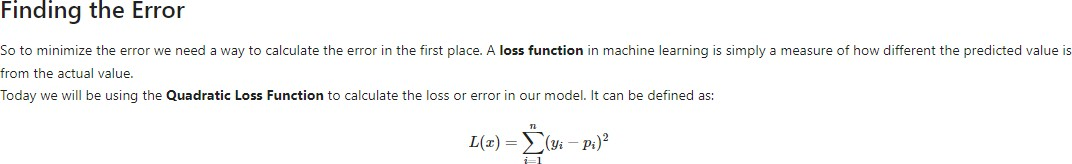 Finding the Error
So to minimize the error we need a way to calculate the error in the first place. A loss function in machine learning is simply a measure of how different the predicted value is
from the actual value.
Today we will be using the Quadratic Loss Function to calculate the loss or error in our model. It can be defined as:
L(x) = ∑_{i=1}^{n} (y_i − p_i)^2